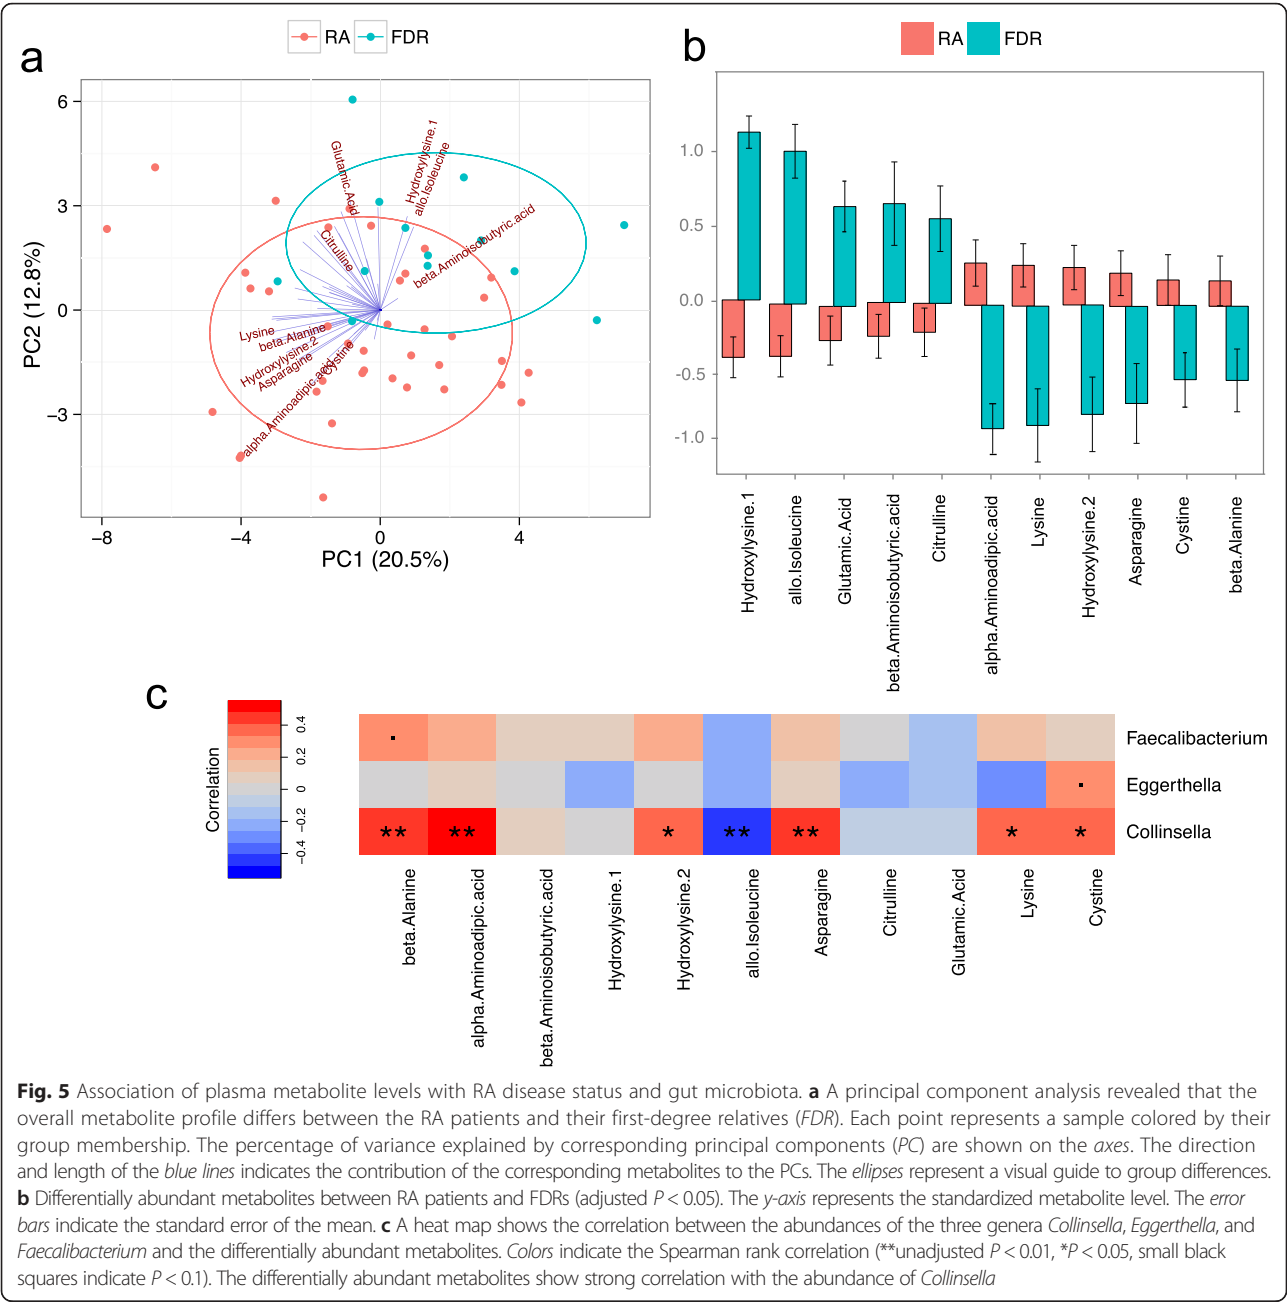 a
RA FDR
6
3
0
−3
−8 −4 0 4
PC1 (20.5%)
PC2 (12.8%)
Glutamic.Acid
Hydroxylysine.1
allo.Isoleucine
Citrulline
beta.Aminoisobutyric.acid
Lysine
beta.Alanine
Hydroxylysine.2
Asparagine
Cystine
alpha.Aminoadipic.acid
b
RA FDR
1.0
0.5
0.0
-0.5
-1.0
Hydroxylysine.1
allo.Isoleucine
Glutamic.Acid
beta.Aminoisobutyric.acid
Citrulline
alpha.Aminoadipic.acid
Lysine
Hydroxylysine.2
Asparagine
Cystine
beta.Alanine
c
Correlation
0.4
0.2
0
−0.2
−0.4
Faecalibacterium
Eggerthella
** ** * ** ** * *
Collinsella
beta.Alanine
alpha.Aminoadipic.acid
beta.Aminoisobutyric.acid
Hydroxylysine.1
Hydroxylysine.2
allo.Isoleucine
Asparagine
Citrulline
Glutamic.Acid
Lysine
Cystine
Fig. 5 Association of plasma metabolite levels with RA disease status and gut microbiota. a A principal component analysis revealed that the
overall metabolite profile differs between the RA patients and their first-degree relatives (FDR). Each point represents a sample colored by their
group membership. The percentage of variance explained by corresponding principal components (PC) are shown on the axes. The direction
and length of the blue lines indicates the contribution of the corresponding metabolites to the PCs. The ellipses represent a visual guide to group differences.
b Differentially abundant metabolites between RA patients and FDRs (adjusted P < 0.05). The y-axis represents the standardized metabolite level. The error
bars indicate the standard error of the mean. c A heat map shows the correlation between the abundances of the three genera Collinsella, Eggerthella, and
Faecalibacterium and the differentially abundant metabolites. Colors indicate the Spearman rank correlation (**unadjusted P < 0.01, *P < 0.05, small black
squares indicate P < 0.1). The differentially abundant metabolites show strong correlation with the abundance of Collinsella